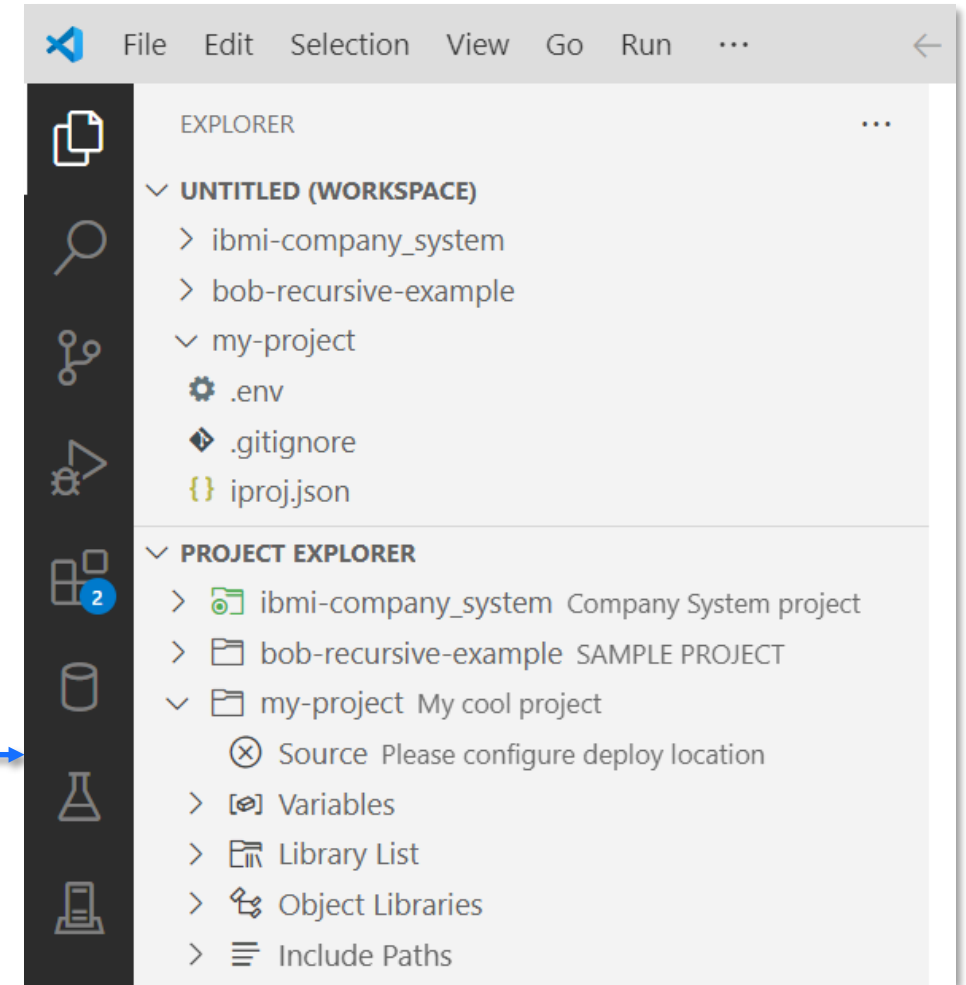 File Edit Selection View Go Run ...
EXPLORER ...
UNTITLED (WORKSPACE)
ibmi-company_system
bob-recursive-example
my-project
.env
.gitignore
{} iproj.json
PROJECT EXPLORER
2
ibmi-company_system Company System project
bob-recursive-example SAMPLE PROJECT
my-project My cool project
Source Please configure deploy location
Variables
Library List
Object Libraries
Include Paths